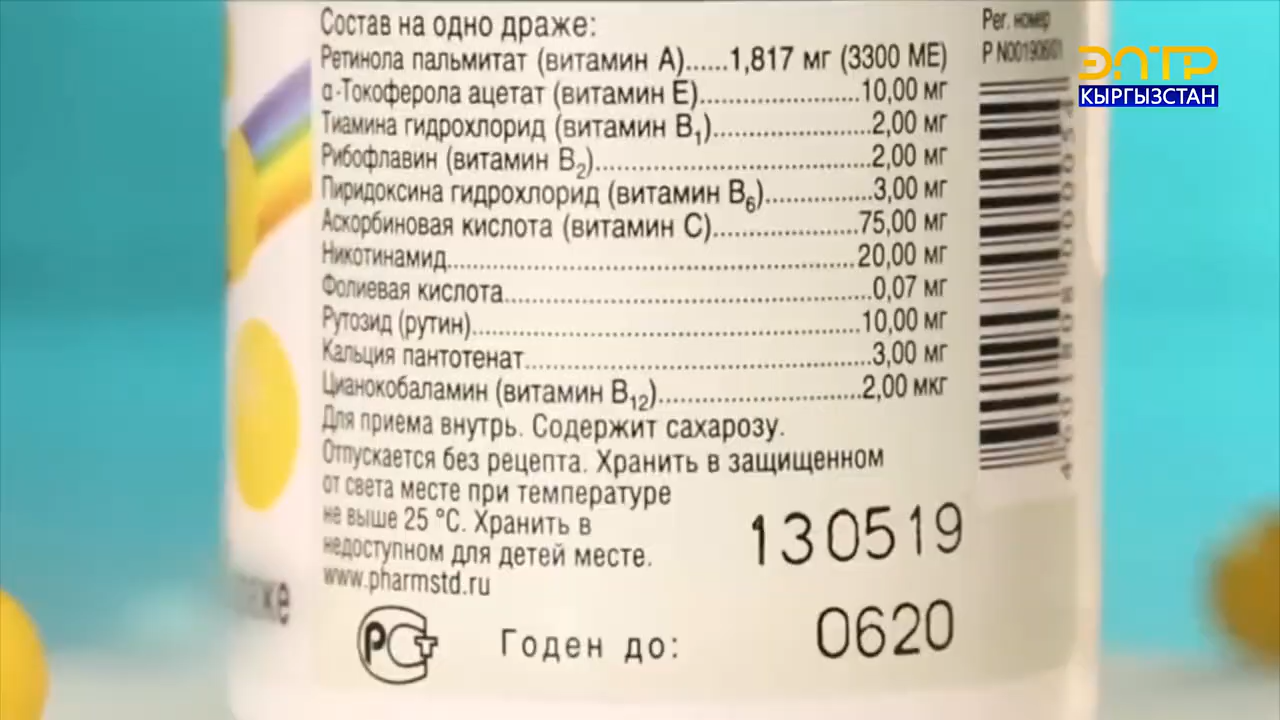 Состав на одно драже:
Ретинола пальмитат (витамин А)......1,817 мг (3300 МЕ)
α-Токоферола ацетат (витамин Е)......................10,00 мг
Тиамина гидрохлорид (витамин В₁)......................2,00 мг
Рибофлавин (витамин В₂)......................2,00 мг
Пиридоксина гидрохлорид (витамин В₆)...............3,00 мг
Аскорбиновая кислота (витамин С)....................75,00 мг
Никотинамид......................20,00 мг
Фолиевая кислота......................0,07 мг
Рутозид (рутин)......................10,00 мг
Кальция пантотенат......................3,00 мг
Цианокобаламин (витамин В₁₂)......................2,00 мкг
Для приема внутрь. Содержит сахарозу.
Отпускается без рецепта. Хранить в защищенном
от света месте при температуре
не выше 25 °С. Хранить в
недоступном для детей месте.
www.pharmstd.ru
130519
Годен до: 0620
РСТ
Рег. номер
ЭЛТР
КЫРГЫЗСТАН